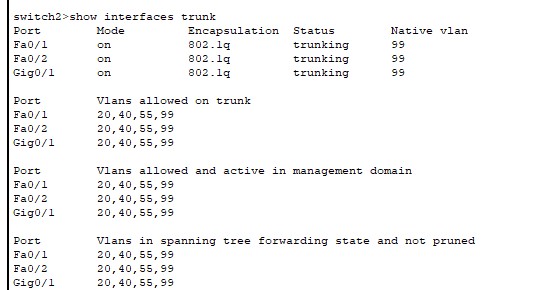 switch2>show interfaces trunk
Port Mode Encapsulation Status Native vlan
Fa0/1 on 802.1q trunking 99
Fa0/2 on 802.1q trunking 99
Gig0/1 on 802.1q trunking 99
Port Vlans allowed on trunk
Fa0/1 20,40,55,99
Fa0/2 20,40,55,99
Gig0/1 20,40,55,99
Port Vlans allowed and active in management domain
Fa0/1 20,40,55,99
Fa0/2 20,40,55,99
Gig0/1 20,40,55,99
Port Vlans in spanning tree forwarding state and not pruned
Fa0/1 20,40,55,99
Fa0/2 20,40,55,99
Gig0/1 20,40,55,99